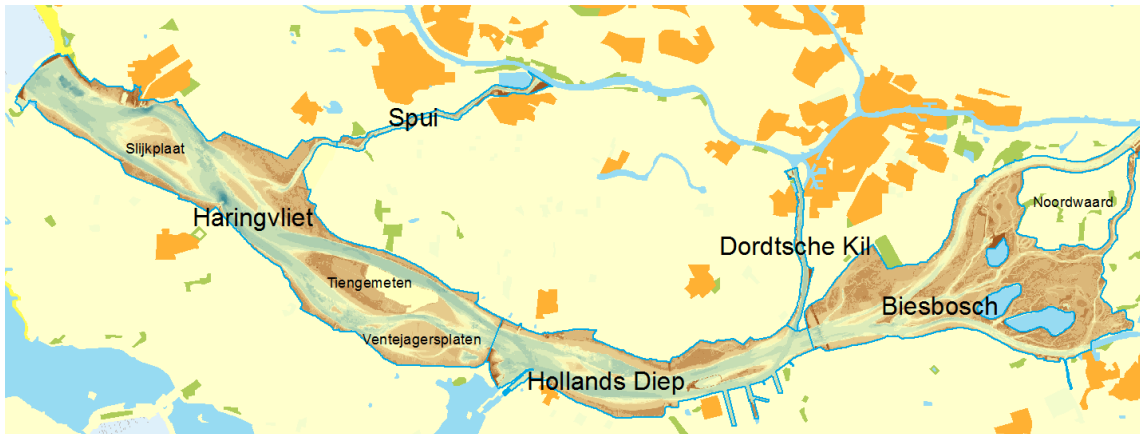 Spui
Slijkplaat
Noordwaard
Haringvliet
Dordtsche Kil
Tiengemeten
Biesbosch
Ventejagersplaten
Hollands Diep